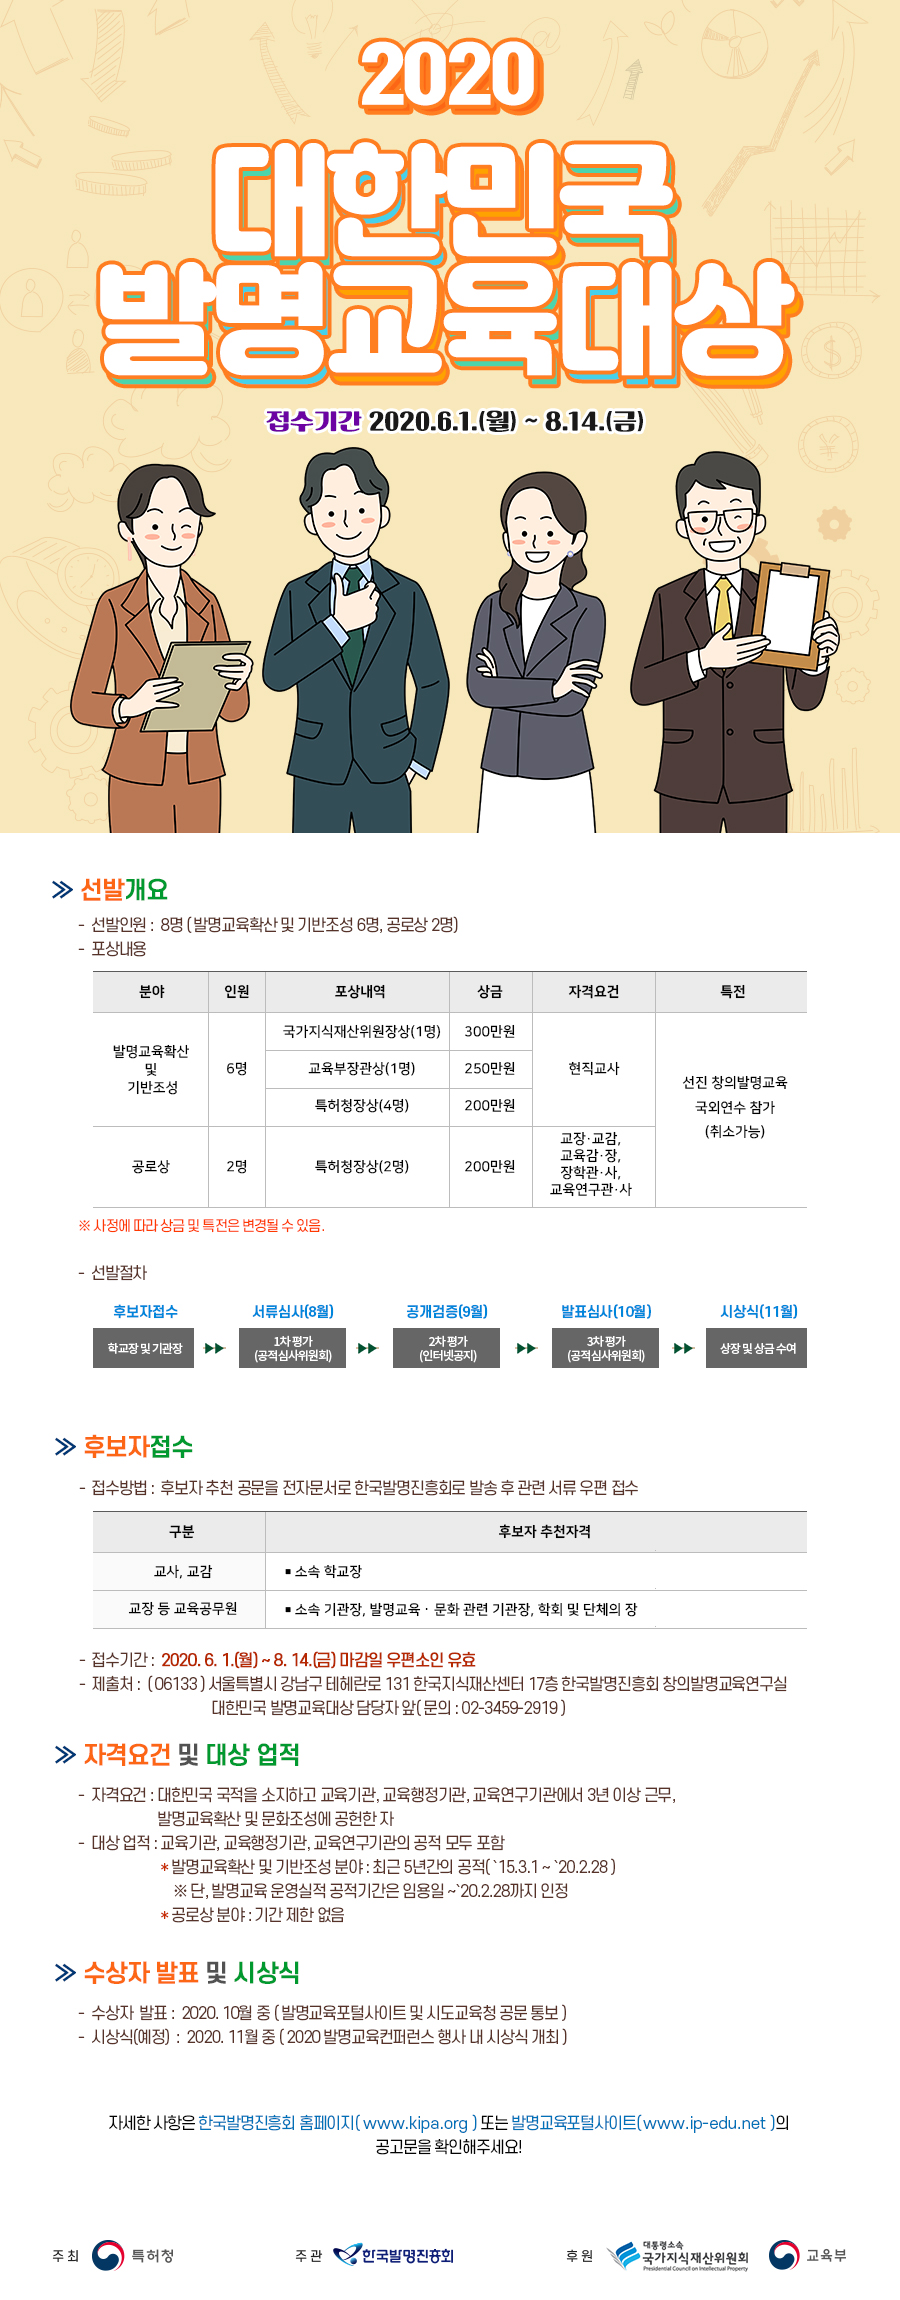 2020
대한민국
발명교육대상
접수기간 2020.6.1.(월) ~ 8.14.(금)
≫ 선발개요
- 선발인원 : 8명 (발명교육확산 및 기반조성 6명, 공로상 2명)
- 포상내용
분야 인원 포상내역 상금 자격요건 특전
발명교육확산
및
기반조성
6명
국가지식재산위원장상(1명) 300만원
교육부장관상(1명) 250만원
특허청장상(4명) 200만원
현직교사
선진 창의발명교육
국외연수 참가
(취소가능)
공로상 2명 특허청장상(2명) 200만원
교장·교감,
교육감·장,
장학관·사,
교육연구관·사
※ 사정에 따라 상금 및 특전은 변경될 수 있음.
- 선발절차
후보자접수 서류심사(8월) 공개검증(9월) 발표심사(10월) 시상식(11월)
학교장 및 기관장
1차 평가
(공적심사위원회)
2차 평가
(인터넷공지)
3차 평가
(공적심사위원회)
상장 및 상금 수여
≫ 후보자접수
- 접수방법 : 후보자 추천 공문을 전자문서로 한국발명진흥회로 발송 후 관련 서류 우편 접수
구분 후보자 추천자격
교사, 교감 ▪ 소속 학교장
교장 등 교육공무원 ▪ 소속 기관장, 발명교육 · 문화 관련 기관장, 학회 및 단체의 장
- 접수기간 : 2020. 6. 1.(월) ~ 8. 14.(금) 마감일 우편소인 유효
- 제출처 : ( 06133 ) 서울특별시 강남구 테헤란로 131 한국지식재산센터 17층 한국발명진흥회 창의발명교육연구실
대한민국 발명교육대상 담당자 앞( 문의 : 02-3459-2919 )
≫ 자격요건 및 대상 업적
- 자격요건 : 대한민국 국적을 소지하고 교육기관, 교육행정기관, 교육연구기관에서 3년 이상 근무,
발명교육확산 및 문화조성에 공헌한 자
- 대상 업적 : 교육기관, 교육행정기관, 교육연구기관의 공적 모두 포함
* 발명교육확산 및 기반조성 분야 : 최근 5년간의 공적( `15.3.1 ~ `20.2.28 )
※ 단, 발명교육 운영실적 공적기간은 임용일 ~`20.2.28까지 인정
* 공로상 분야 : 기간 제한 없음
≫ 수상자 발표 및 시상식
- 수상자 발표 : 2020. 10월 중 ( 발명교육포털사이트 및 시도교육청 공문 통보 )
- 시상식(예정) : 2020. 11월 중 ( 2020 발명교육컨퍼런스 행사 내 시상식 개최 )
자세한 사항은 한국발명진흥회 홈페이지( www.kipa.org ) 또는 발명교육포털사이트( www.ip-edu.net )의
공고문을 확인해주세요!
주 최 특허청 주 관 한국발명진흥회 후 원 대통령소속 국가지식재산위원회 Presidential Council on Intellectual Property 교육부